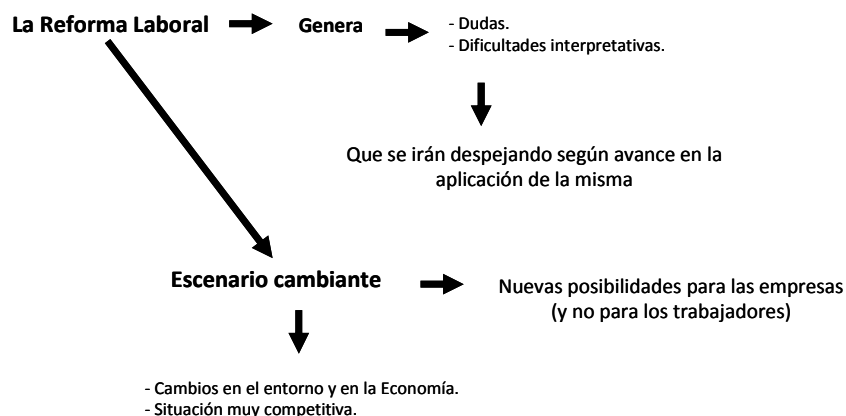 La Reforma Laboral
Genera
- Dudas.
- Dificultades interpretativas.
Que se irán despejando según avance en la
aplicación de la misma
Escenario cambiante
Nuevas posibilidades para las empresas
(y no para los trabajadores)
- Cambios en el entorno y en la Economía.
- Situación muy competitiva.